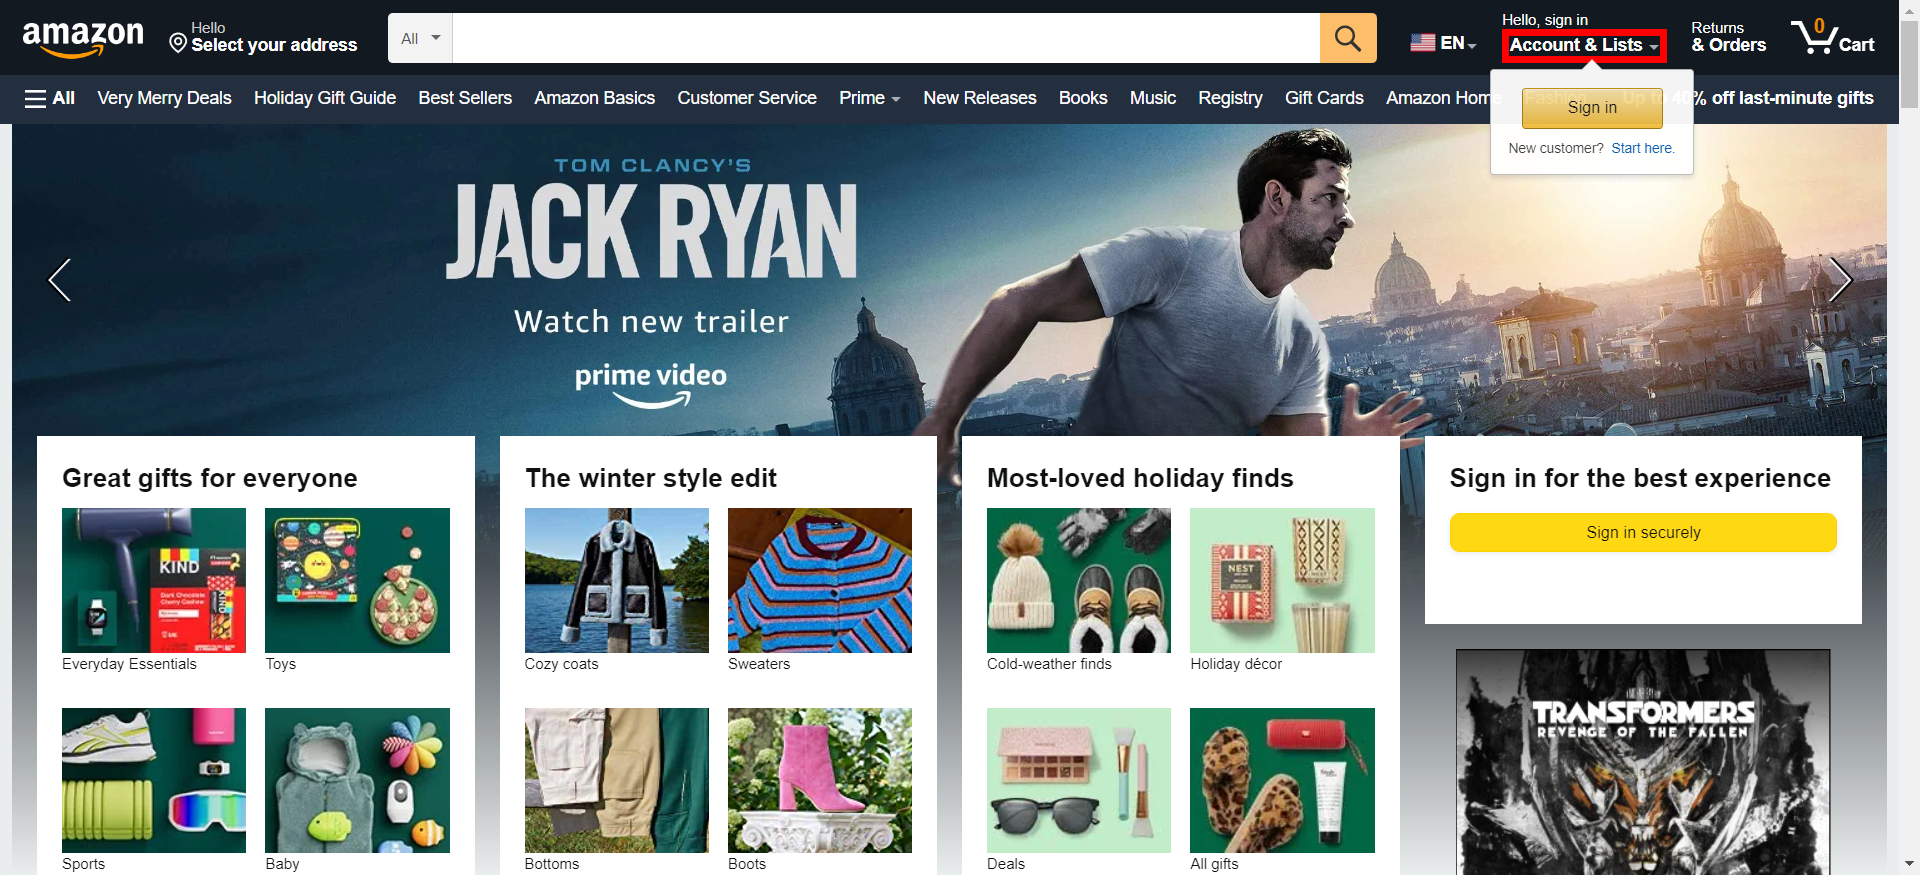 amazon
Hello
Select your address
All
EN
Hello, sign in
Account & Lists
Returns
& Orders
0
Cart
All
Very Merry Deals
Holiday Gift Guide
Best Sellers
Amazon Basics
Customer Service
Prime
New Releases
Books
Music
Registry
Gift Cards
Amazon Home
Fashion
Up to 40% off last-minute gifts
Sign in
New customer? Start here.
TOM CLANCY'S
JACK RYAN
Watch new trailer
prime video
Great gifts for everyone
KIND
Dark Chocolate
Cherry Cashew
Everyday Essentials
Toys
Sports
Baby
The winter style edit
Cozy coats
Sweaters
Bottoms
Boots
Most-loved holiday finds
NEST
Cold-weather finds
Holiday décor
Deals
All gifts
Sign in for the best experience
Sign in securely
TRANSFORMERS
REVENGE OF THE FALLEN